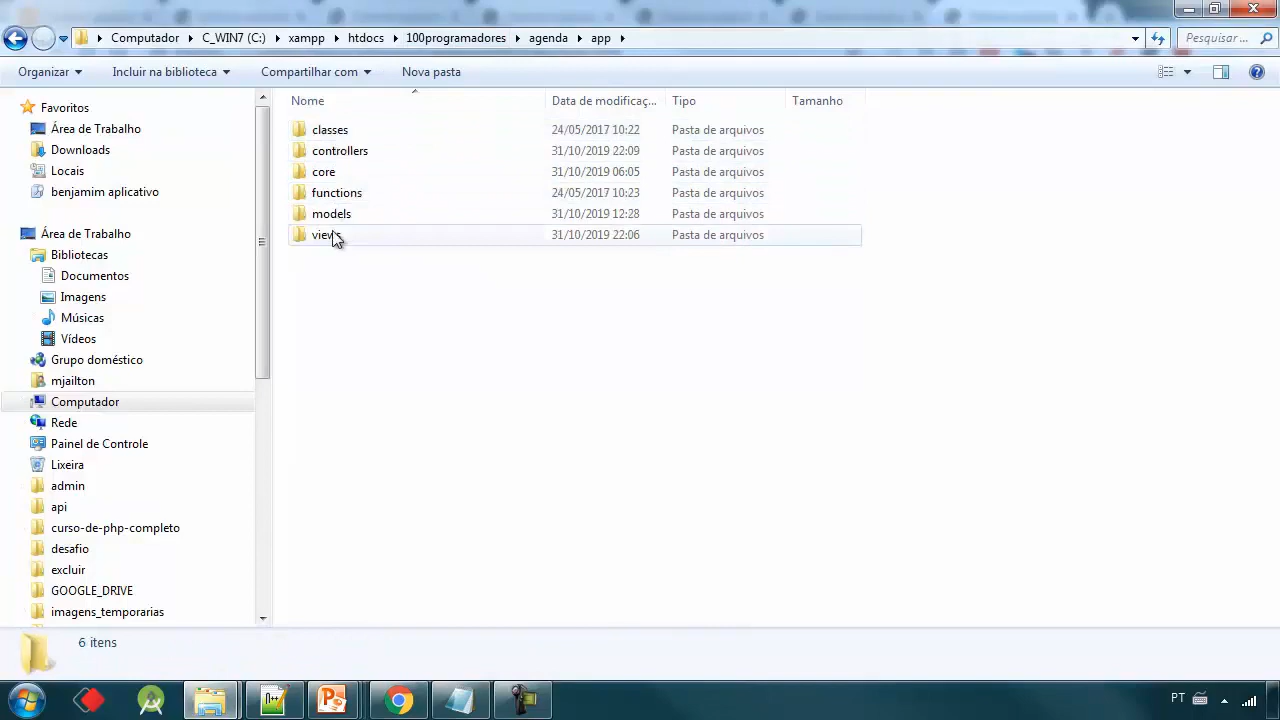 Computador C_WIN7 (C:) xampp htdocs 100programadores agenda app Pesquisar ...
Organizar Incluir na biblioteca Compartilhar com Nova pasta
Nome Data de modificaç... Tipo Tamanho
Favoritos
Área de Trabalho
Downloads
Locais
benjamim aplicativo
Área de Trabalho
Bibliotecas
Documentos
Imagens
Músicas
Vídeos
Grupo doméstico
mjailton
Computador
Rede
Painel de Controle
Lixeira
admin
api
curso-de-php-completo
desafio
excluir
GOOGLE_DRIVE
imagens_temporarias
classes 24/05/2017 10:22 Pasta de arquivos
controllers 31/10/2019 22:09 Pasta de arquivos
core 31/10/2019 06:05 Pasta de arquivos
functions 24/05/2017 10:23 Pasta de arquivos
models 31/10/2019 12:28 Pasta de arquivos
views 31/10/2019 22:06 Pasta de arquivos
6 itens
PT